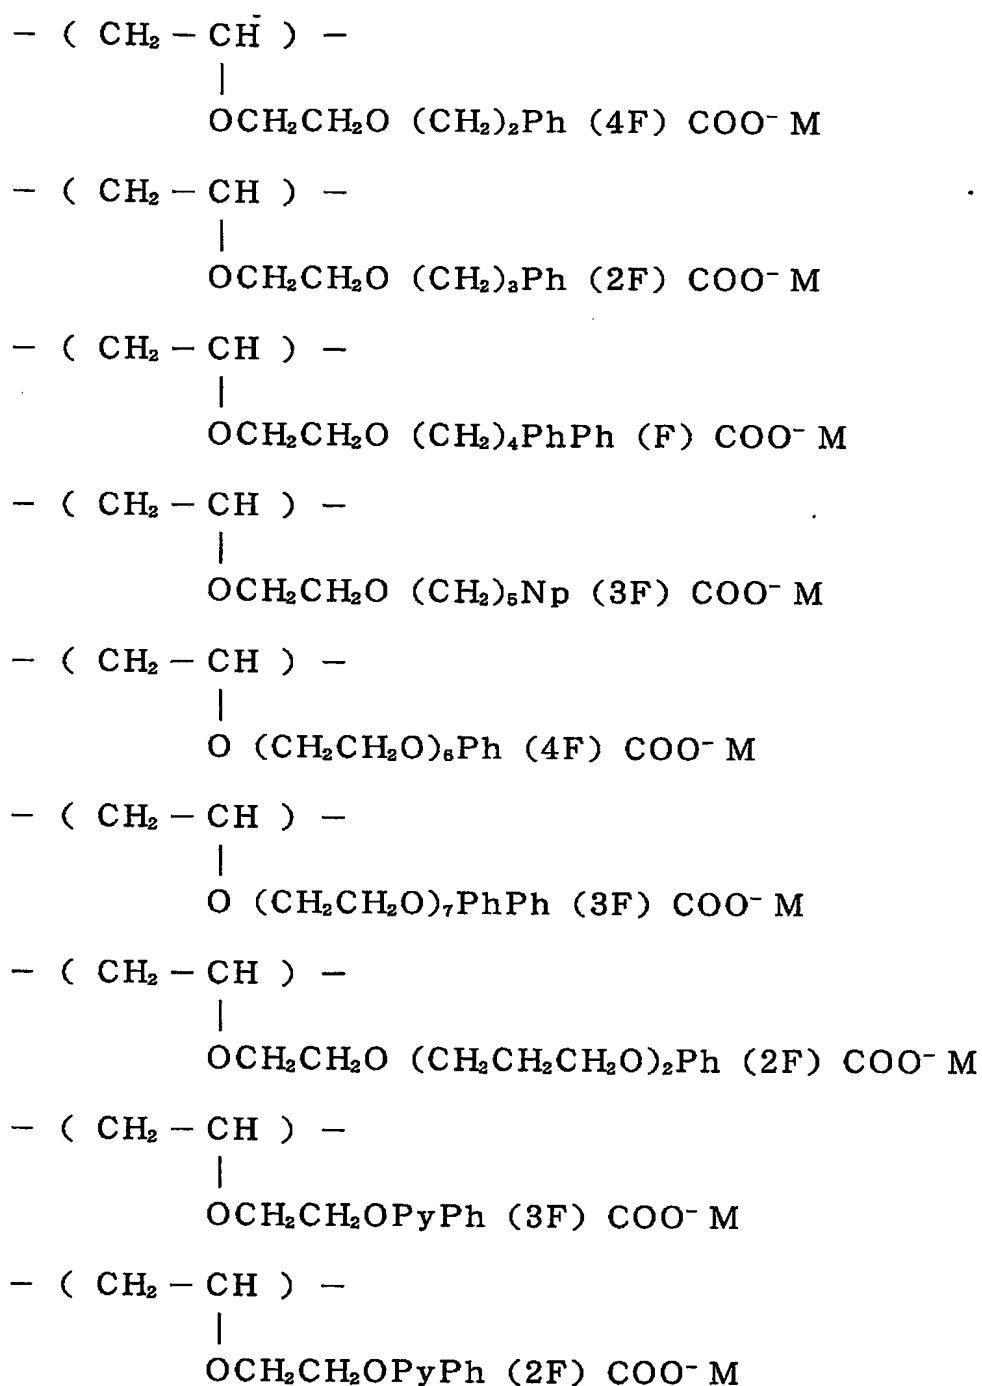 — ( CH₂ — CH ) —
|
OCH₂CH₂O (CH₂)₂Ph (4F) COO⁻ M
— ( CH₂ — CH ) —
|
OCH₂CH₂O (CH₂)₃Ph (2F) COO⁻ M
— ( CH₂ — CH ) —
|
OCH₂CH₂O (CH₂)₄PhPh (F) COO⁻ M
— ( CH₂ — CH ) —
|
OCH₂CH₂O (CH₂)₅Np (3F) COO⁻ M
— ( CH₂ — CH ) —
|
O (CH₂CH₂O)₆Ph (4F) COO⁻ M
— ( CH₂ — CH ) —
|
O (CH₂CH₂O)₇PhPh (3F) COO⁻ M
— ( CH₂ — CH ) —
|
OCH₂CH₂O (CH₂CH₂CH₂O)₂Ph (2F) COO⁻ M
— ( CH₂ — CH ) —
|
OCH₂CH₂OPyPh (3F) COO⁻ M
— ( CH₂ — CH ) —
|
OCH₂CH₂OPyPh (2F) COO⁻ M